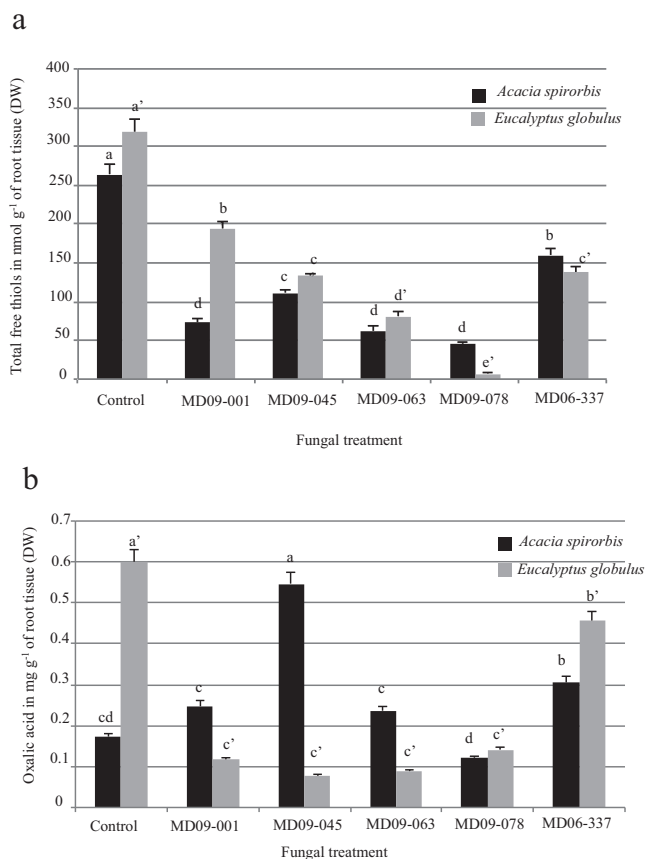 a
Total free thiols in nmol g-1 of root tissue (DW)
400
350
300
250
200
150
100
50
0
Acacia spirorbis
Eucalyptus globulus
a a’
d b
c c
d d’
d e’
b c’
Control MD09-001 MD09-045 MD09-063 MD09-078 MD06-337
Fungal treatment
b
Oxalic acid in mg g-1 of root tissue (DW)
0.7
0.6
0.5
0.4
0.3
0.2
0.1
0
Acacia spirorbis
Eucalyptus globulus
cd a’
c c’
a c’
c c’
d c’
b b’
Control MD09-001 MD09-045 MD09-063 MD09-078 MD06-337
Fungal treatment